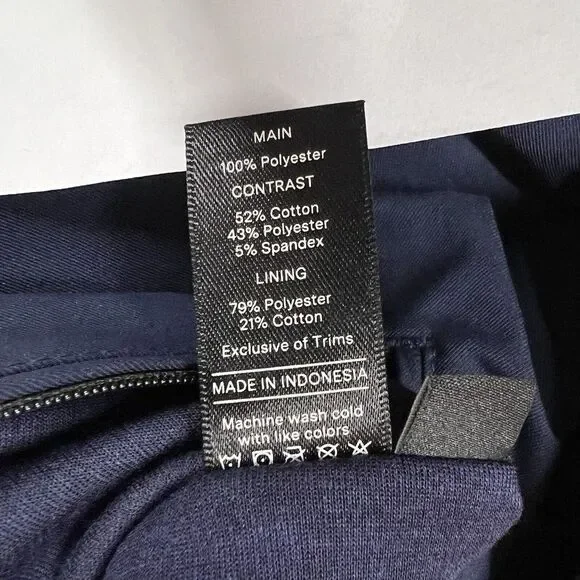 MAIN
100% Polyester
CONTRAST
52% Cotton
43% Polyester
5% Spandex
LINING
79% Polyester
21% Cotton
Exclusive of Trims
MADE IN INDONESIA
Machine wash cold
with like colors